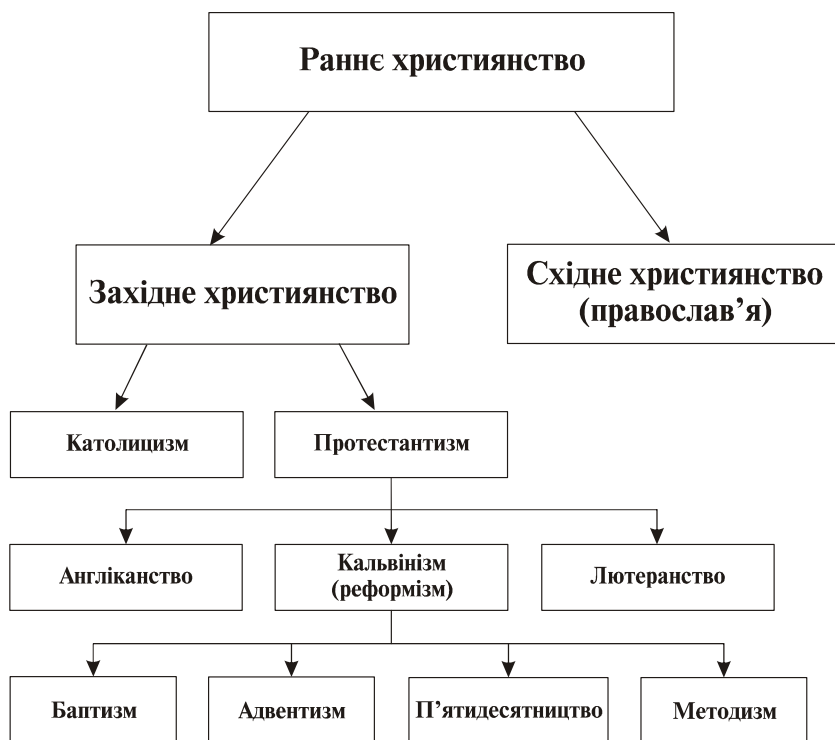 Раннє християнство
Західне християнство
Східне християнство
(православ’я)
Католицизм
Протестантизм
Англіканство
Кальвінізм
(реформізм)
Лютеранство
Баптизм
Адвентизм
П’ятидесятництво
Методизм